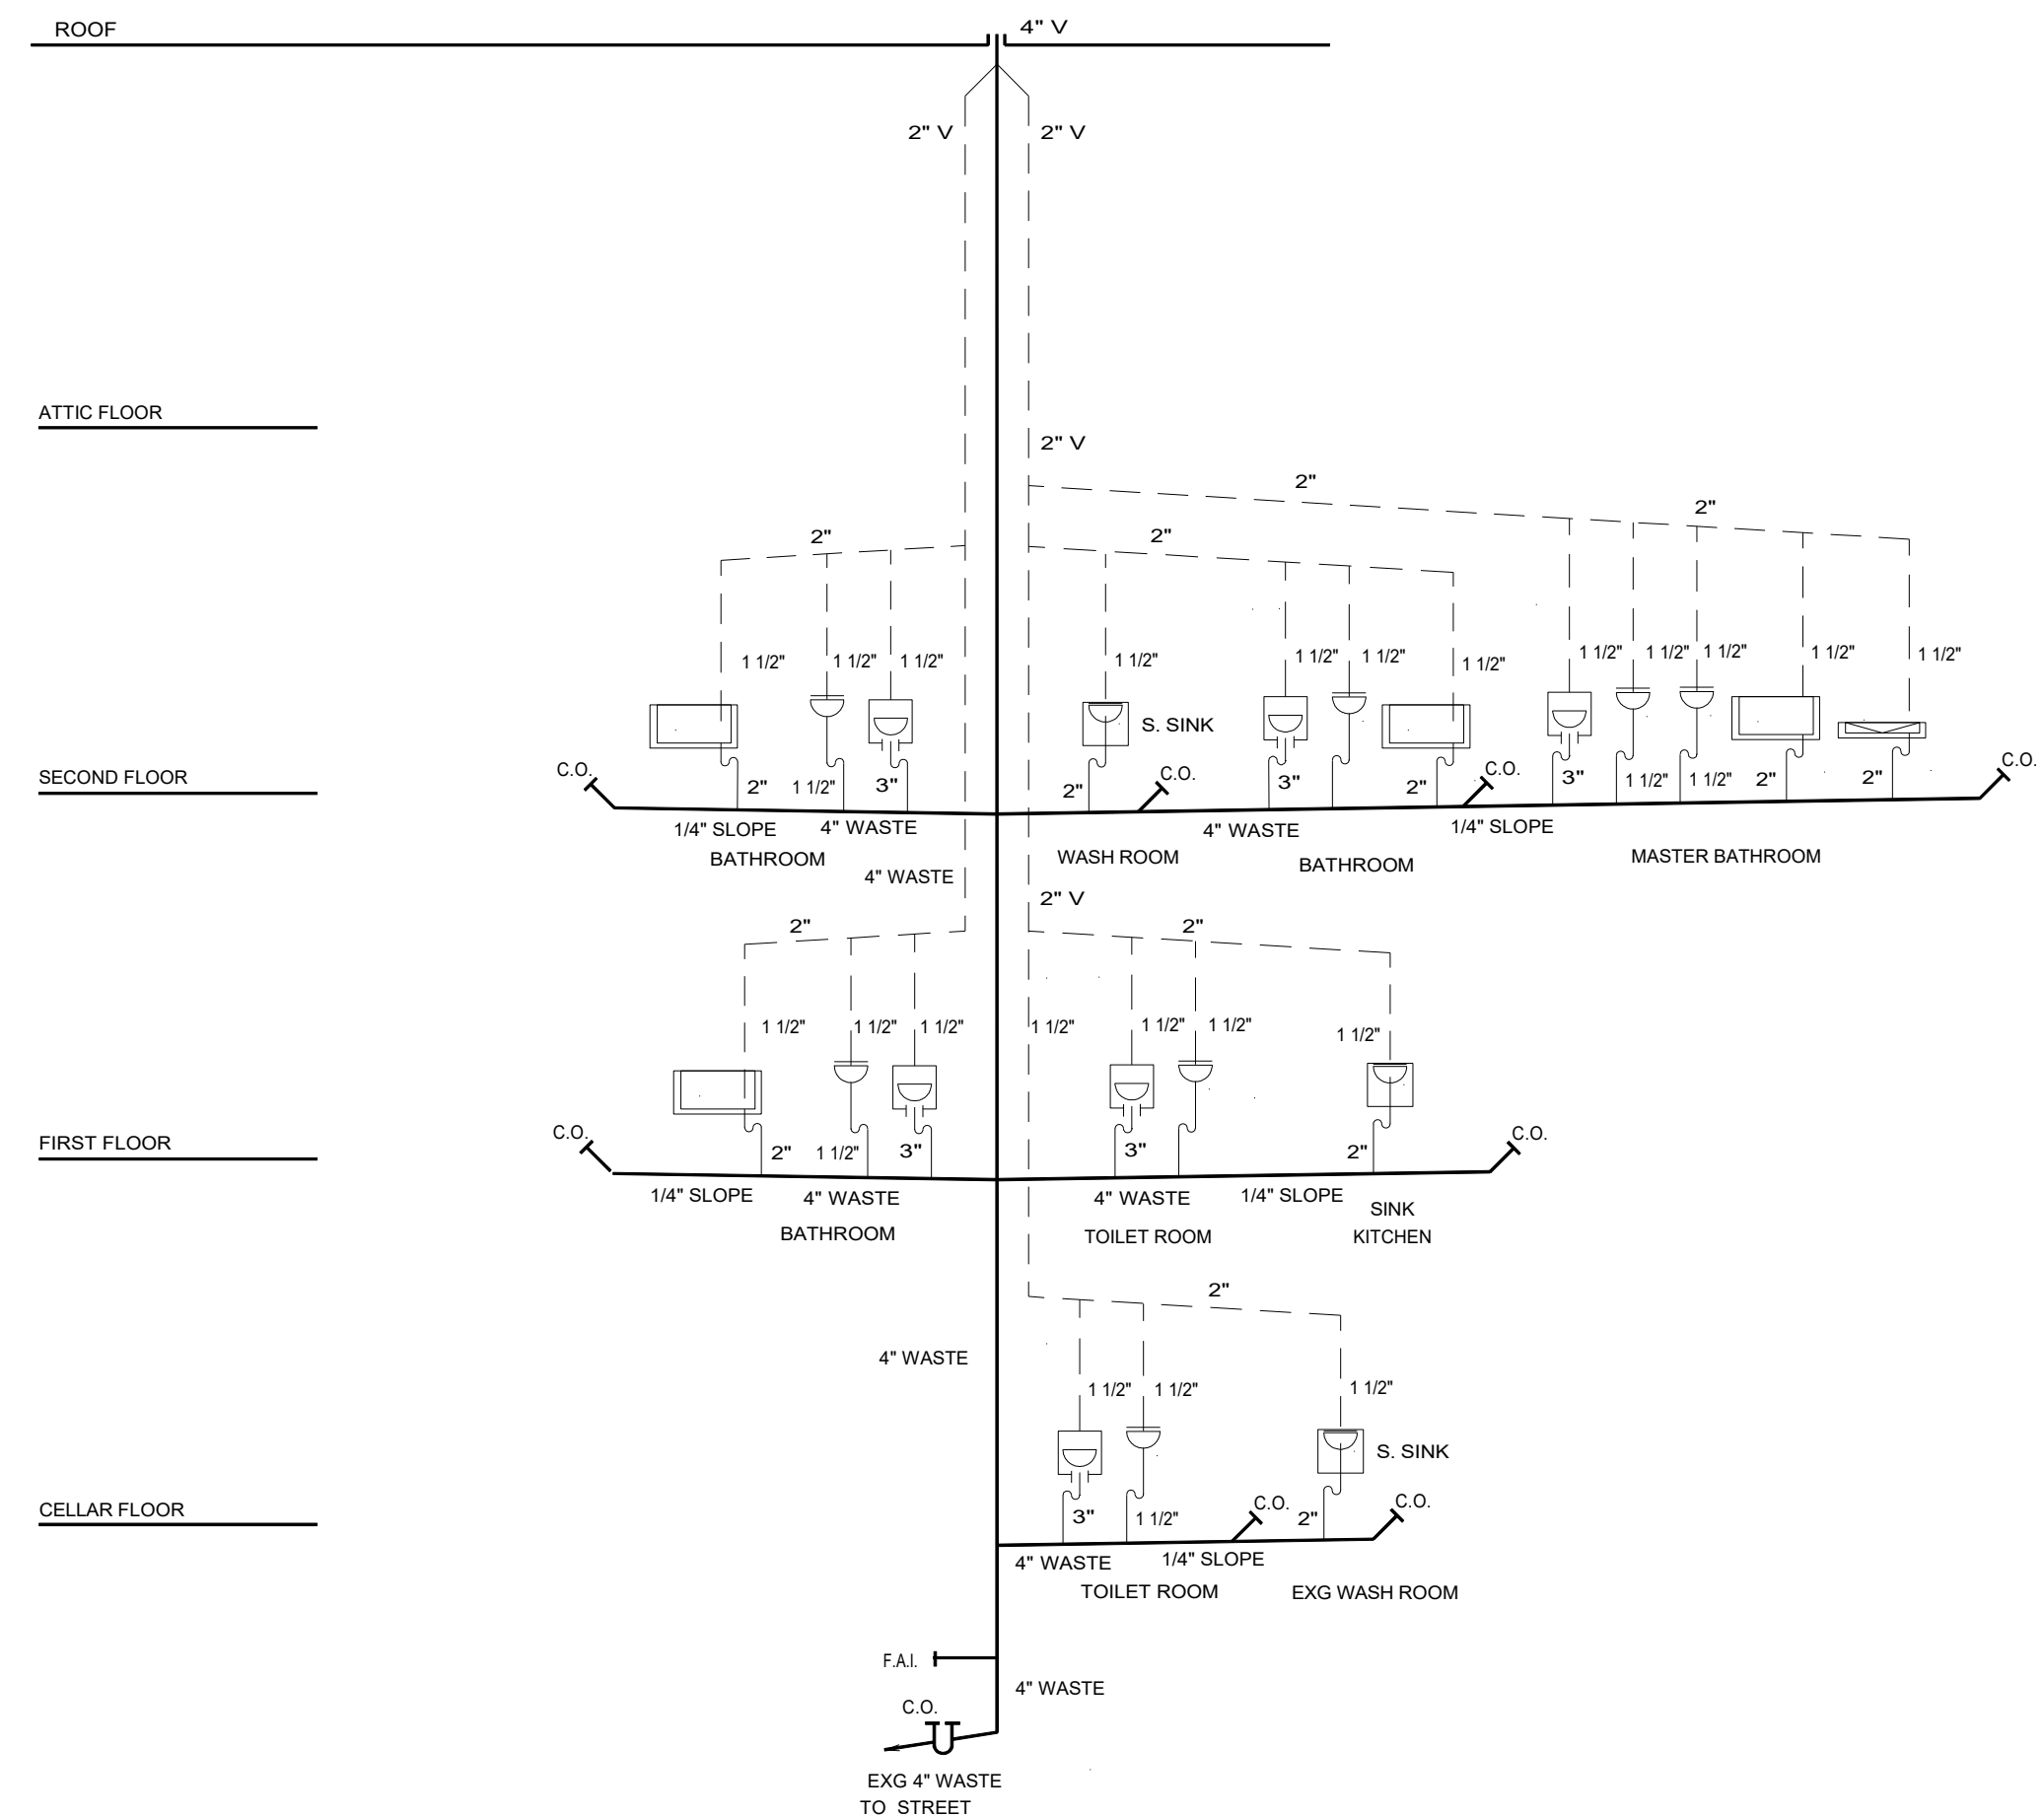 ROOF
4" V
2" V
2" V
ATTIC FLOOR
2" V
2"
2"
2"
2"
1 1/2"
1 1/2"
1 1/2"
1 1/2"
1 1/2"
1 1/2"
1 1/2"
1 1/2"
1 1/2"
1 1/2"
1 1/2"
1 1/2"
S. SINK
SECOND FLOOR
C.O.
2"
1 1/2"
3"
2"
C.O.
3"
2"
C.O.
3"
1 1/2"
1 1/2"
2"
2"
C.O.
1/4" SLOPE
4" WASTE
4" WASTE
1/4" SLOPE
BATHROOM
WASH ROOM
BATHROOM
MASTER BATHROOM
4" WASTE
2" V
2"
2"
1 1/2"
1 1/2"
1 1/2"
1 1/2"
1 1/2"
1 1/2"
1 1/2"
FIRST FLOOR
C.O.
2"
1 1/2"
3"
3"
2"
C.O.
1/4" SLOPE
4" WASTE
4" WASTE
1/4" SLOPE
SINK
KITCHEN
BATHROOM
TOILET ROOM
2"
4" WASTE
1 1/2"
1 1/2"
1 1/2"
S. SINK
CELLAR FLOOR
3"
1 1/2"
C.O.
2"
C.O.
4" WASTE
1/4" SLOPE
TOILET ROOM
EXG WASH ROOM
F.A.I.
4" WASTE
C.O.
EXG 4" WASTE
TO STREET